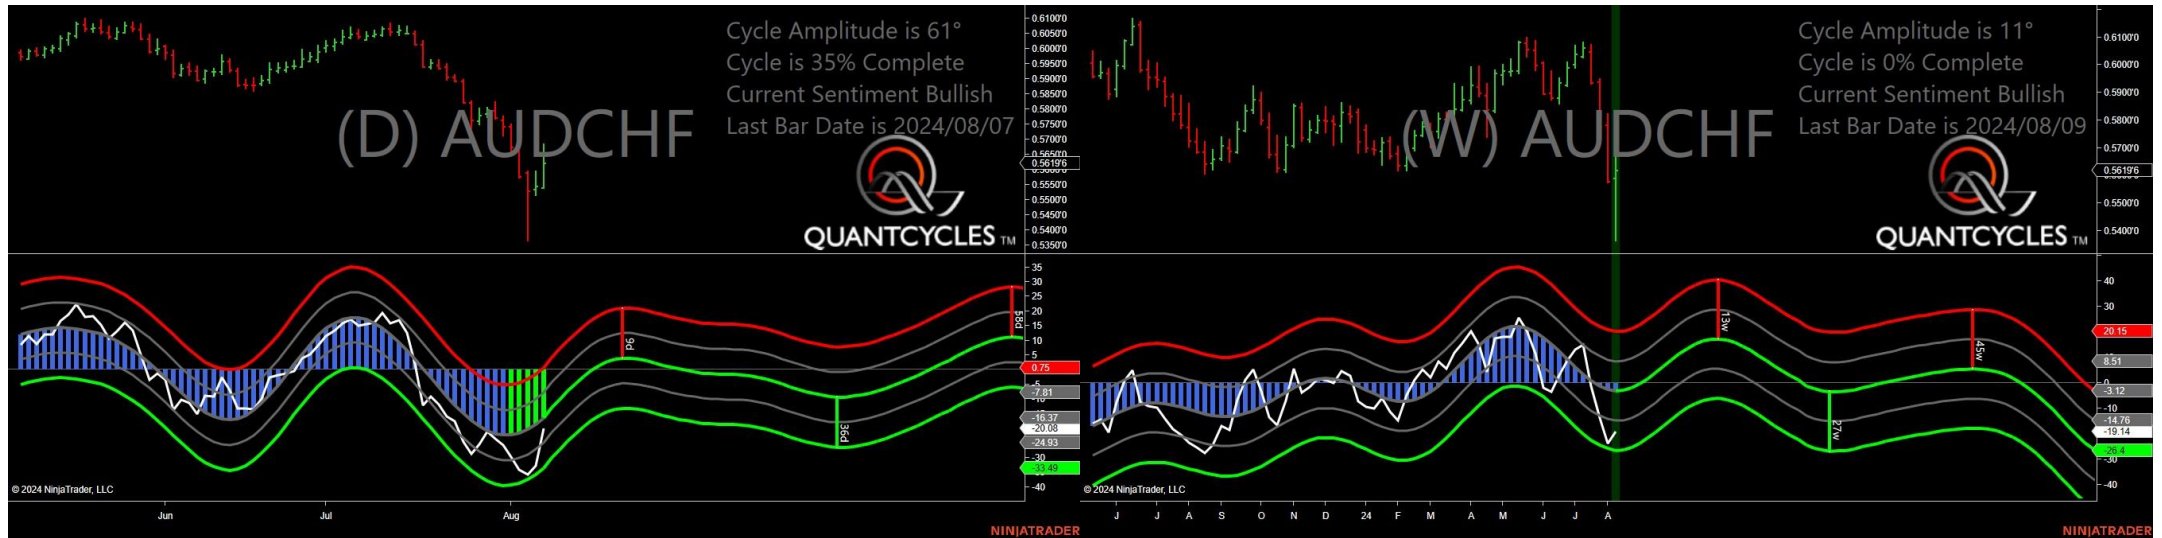 Cycle Amplitude is 61°
Cycle is 35% Complete
Current Sentiment Bullish
Last Bar Date is 2024/08/07
(D) AUDCHF
QUANTCYCLES TM
0.6100'0
0.6050'0
0.6000'0
0.5950'0
0.5900'0
0.5850'0
0.5800'0
0.5750'0
0.5700'0
0.5619'6
0.5550'0
0.5500'0
0.5450'0
0.5400'0
0.5350'0
35
30
25
20
15
10
5
0.75
-5
-7.81
-16.37
-20.08
-24.93
-30
-33.49
-40
9d
36d
58d
© 2024 NinjaTrader, LLC
Jun
Jul
Aug
NINJATRADER
Cycle Amplitude is 11°
Cycle is 0% Complete
Current Sentiment Bullish
Last Bar Date is 2024/08/09
(W) AUDCHF
QUANTCYCLES TM
0.6100'0
0.6000'0
0.5900'0
0.5800'0
0.5700'0
0.5619'6
0.5500'0
0.5400'0
40
30
20.15
8.51
0
-3.12
-10
-14.76
-19.14
-26.4
-30
-40
13w
27w
45w
© 2024 NinjaTrader, LLC
J J A S O N D 24 F M A M J J A
NINJATRADER